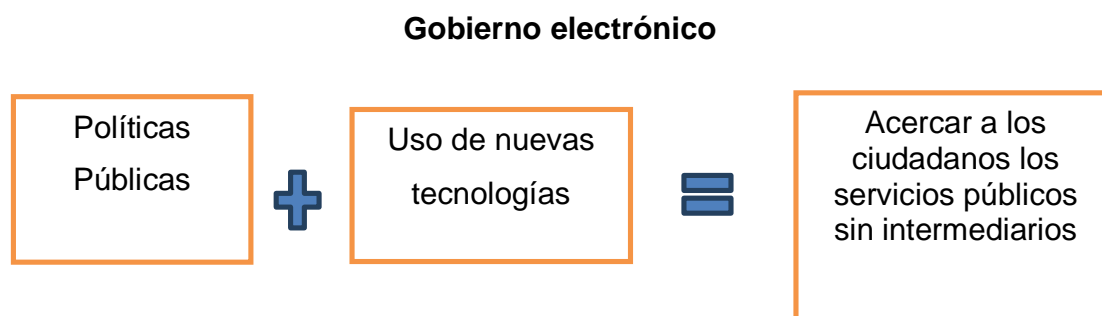 Gobierno electrónico
Políticas
Públicas
Uso de nuevas
tecnologías
Acercar a los
ciudadanos los
servicios públicos
sin intermediarios